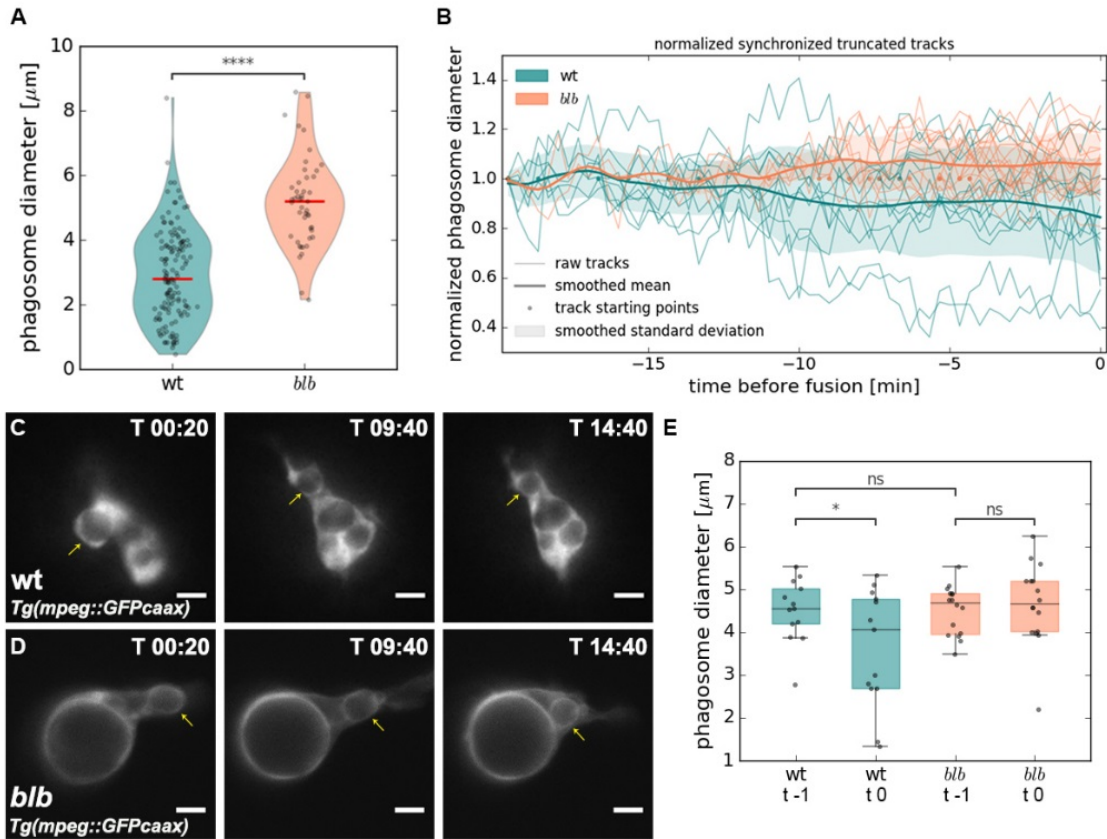 A
phagosome diameter [μm]
10
8
6
4
2
0
****
wt
blb
B
normalized synchronized truncated tracks
normalized phagosome diameter
1.4
1.2
1.0
0.8
0.6
0.4
wt
blb
raw tracks
smoothed mean
track starting points
smoothed standard deviation
−15
−10
−5
0
time before fusion [min]
C
T 00:20
T 09:40
T 14:40
wt
Tg(mpeg::GFPcaax)
D
T 00:20
T 09:40
T 14:40
blb
Tg(mpeg::GFPcaax)
E
phagosome diameter [μm]
8
7
6
5
4
3
2
1
ns
*
ns
wt wt blb blb
t -1 t 0 t -1 t 0